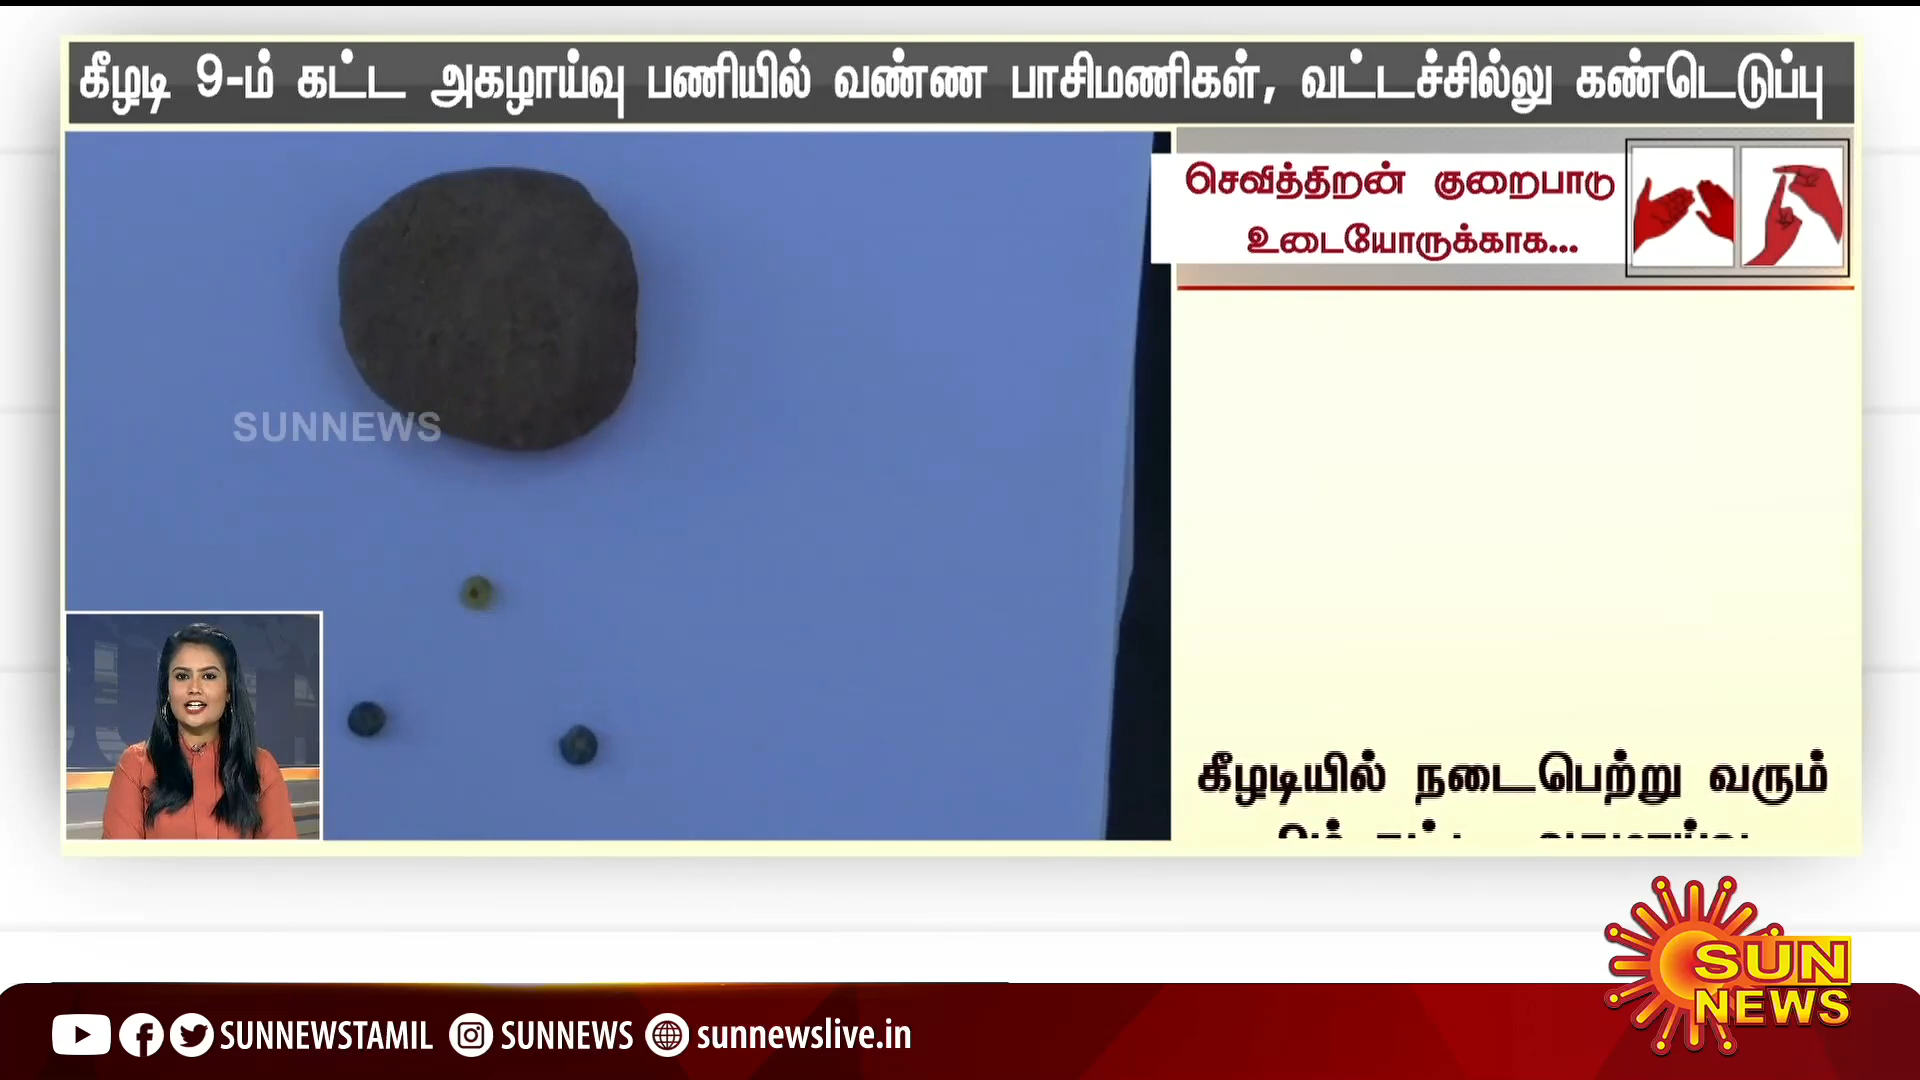 கீழடி 9-ம் கட்ட அகழாய்வு பணியில் வண்ண பாசிமணிகள், வட்டச்சில்லு கண்டெடுப்பு
செவித்திறன் குறைபாடு
உடையோருக்காக...
SUNNEWS
கீழடியில் நடைபெற்று வரும்
SUN
NEWS
SUNNEWSTAMIL SUNNEWS sunnewslive.in